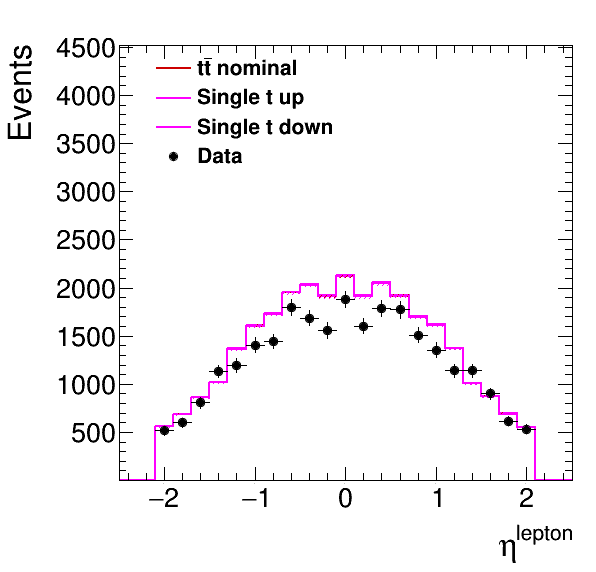 Events
4500
4000
3500
3000
2500
2000
1500
1000
500
tt̄ nominal
Single t up
Single t down
Data
−2 −1 0 1 2
η^lepton